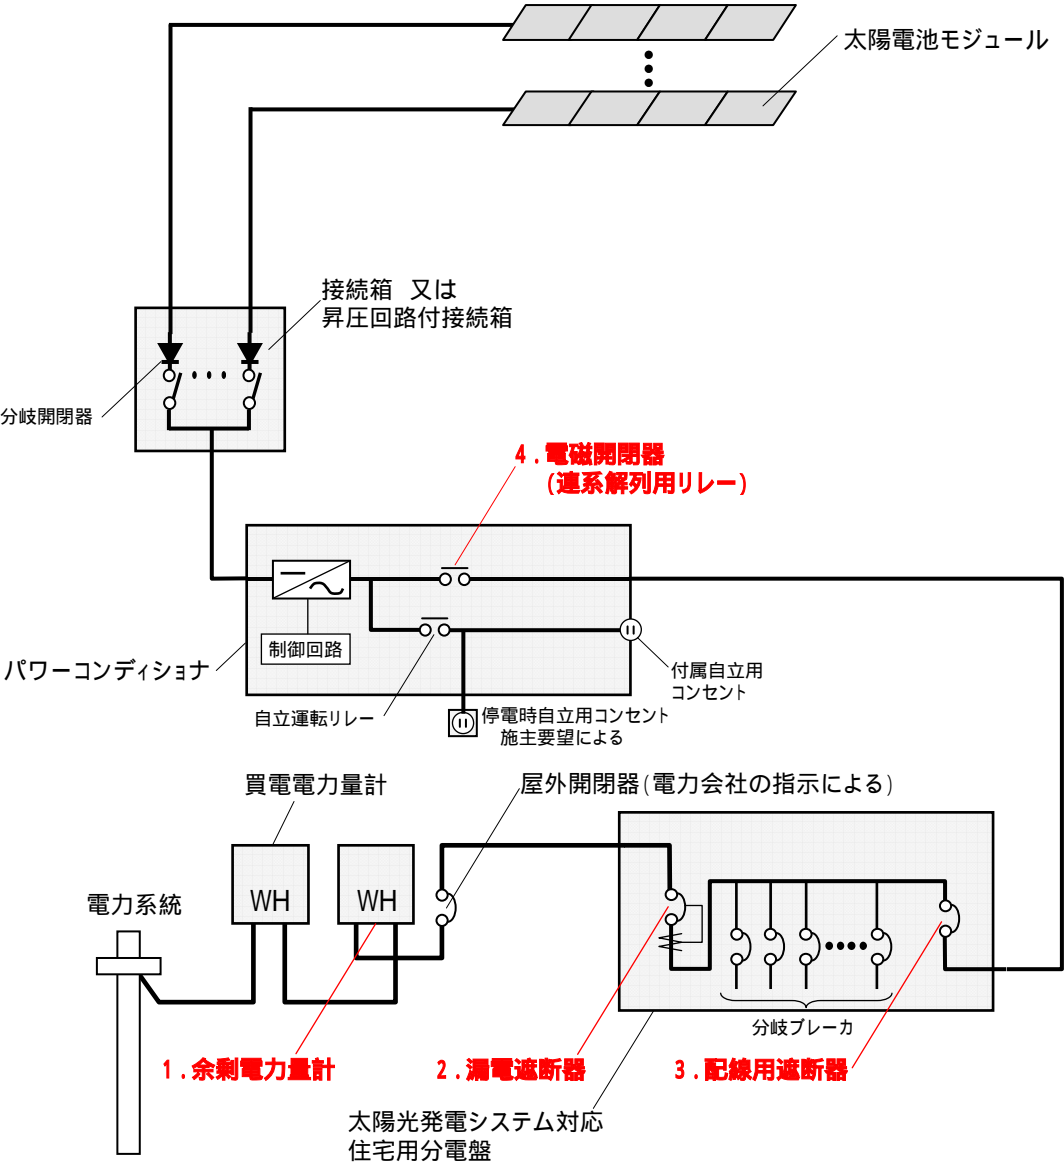 太陽電池モジュール
接続箱　又は
昇圧回路付接続箱
分岐開閉器
4．電磁開閉器
(連系解列用リレー)
制御回路
パワーコンディショナ
付属自立用
コンセント
自立運転リレー
停電時自立用コンセント
施主要望による
買電電力量計
屋外開閉器(電力会社の指示による)
WH
WH
電力系統
分岐ブレーカ
1．余剰電力量計
2．漏電遮断器
3．配線用遮断器
太陽光発電システム対応
住宅用分電盤